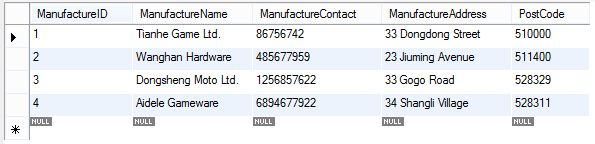 ManufactureID ManufactureName ManufactureContact ManufactureAddress PostCode
1 Tianhe Game Ltd. 86756742 33 Dongdong Street 510000
2 Wanghan Hardware 485677959 23 Jiuming Avenue 511400
3 Dongsheng Moto Ltd. 1256857622 33 Gogo Road 528329
4 Aidele Gameware 6894677922 34 Shangli Village 528311
NULL NULL NULL NULL NULL